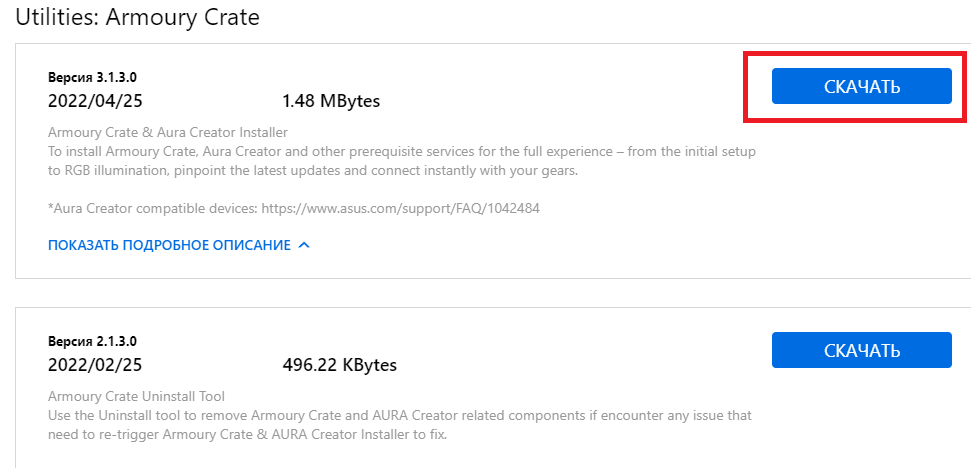 Utilities: Armoury Crate
Версия 3.1.3.0
2022/04/25 1.48 MBytes
СКАЧАТЬ
Armoury Crate & Aura Creator Installer
To install Armoury Crate, Aura Creator and other prerequisite services for the full experience – from the initial setup
to RGB illumination, pinpoint the latest updates and connect instantly with your gears.
*Aura Creator compatible devices: https://www.asus.com/support/FAQ/1042484
ПОКАЗАТЬ ПОДРОБНОЕ ОПИСАНИЕ
Версия 2.1.3.0
2022/02/25 496.22 KBytes
СКАЧАТЬ
Armoury Crate Uninstall Tool
Use the Uninstall tool to remove Armoury Crate and AURA Creator related components if encounter any issue that
need to re-trigger Armoury Crate & AURA Creator Installer to fix.